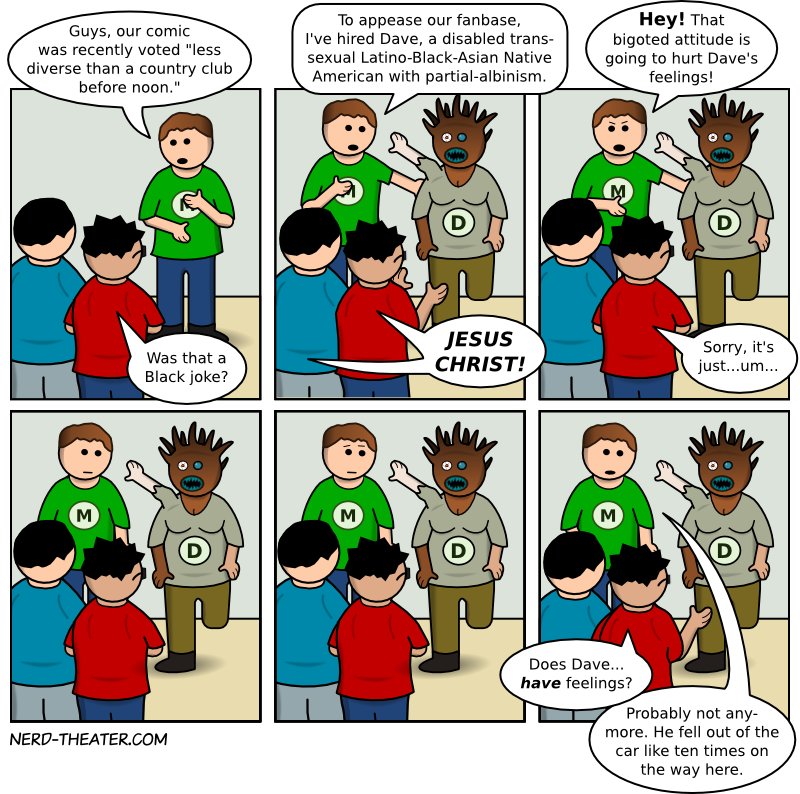 Guys, our comic
was recently voted "less
diverse than a country club
before noon."
M
Was that a
Black joke?
To appease our fanbase,
I've hired Dave, a disabled trans-
sexual Latino-Black-Asian Native
American with partial-albinism.
M
D
JESUS
CHRIST!
Hey! That
bigoted attitude is
going to hurt Dave's
feelings!
M
D
Sorry, it's
just...um...
M
D
M
D
M
D
Does Dave...
have feelings?
Probably not any-
more. He fell out of the
car like ten times on
the way here.
NERD-THEATER.COM